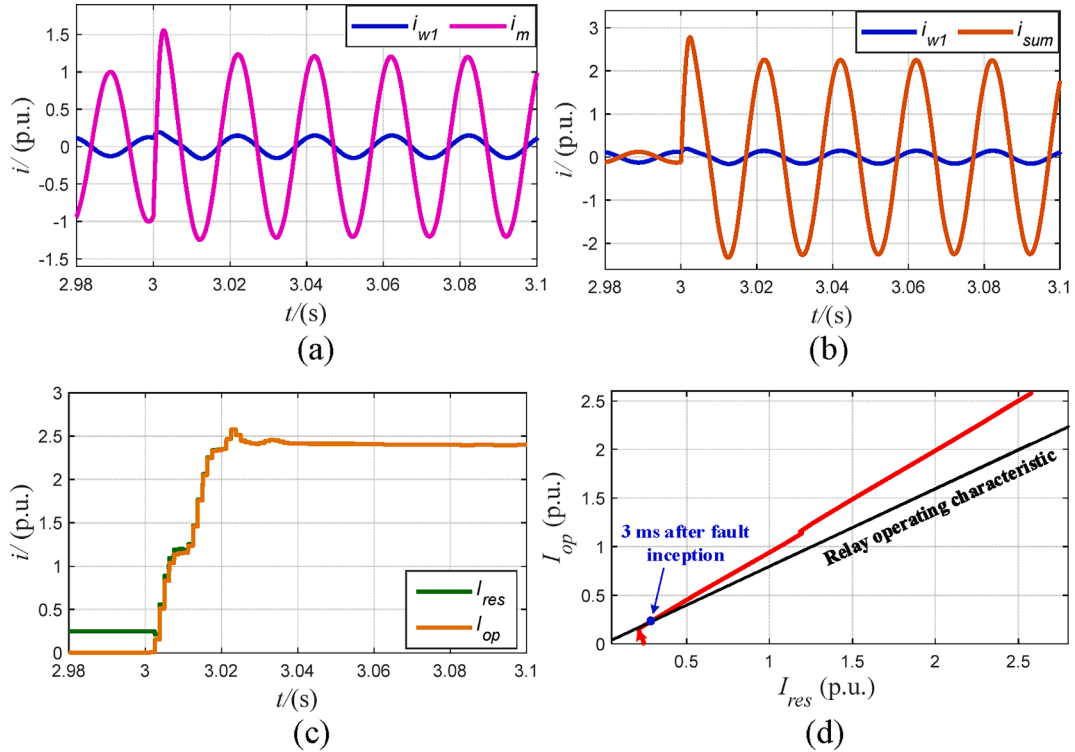 i_w1 i_m
1.5
1
0.5
0
-0.5
-1
-1.5
i/(p.u.)
2.98 3 3.02 3.04 3.06 3.08 3.1
t/(s)
(a)
i_w1 i_sum
3
2
1
0
-1
-2
i/(p.u.)
2.98 3 3.02 3.04 3.06 3.08 3.1
t/(s)
(b)
3
2.5
2
1.5
1
0.5
0
i/(p.u.)
I_res
I_op
2.98 3 3.02 3.04 3.06 3.08 3.1
t/(s)
(c)
2.5
2
1.5
1
0.5
0
I_op (p.u.)
3 ms after fault
inception
Relay operating characteristic
0.5 1 1.5 2 2.5
I_res (p.u.)
(d)